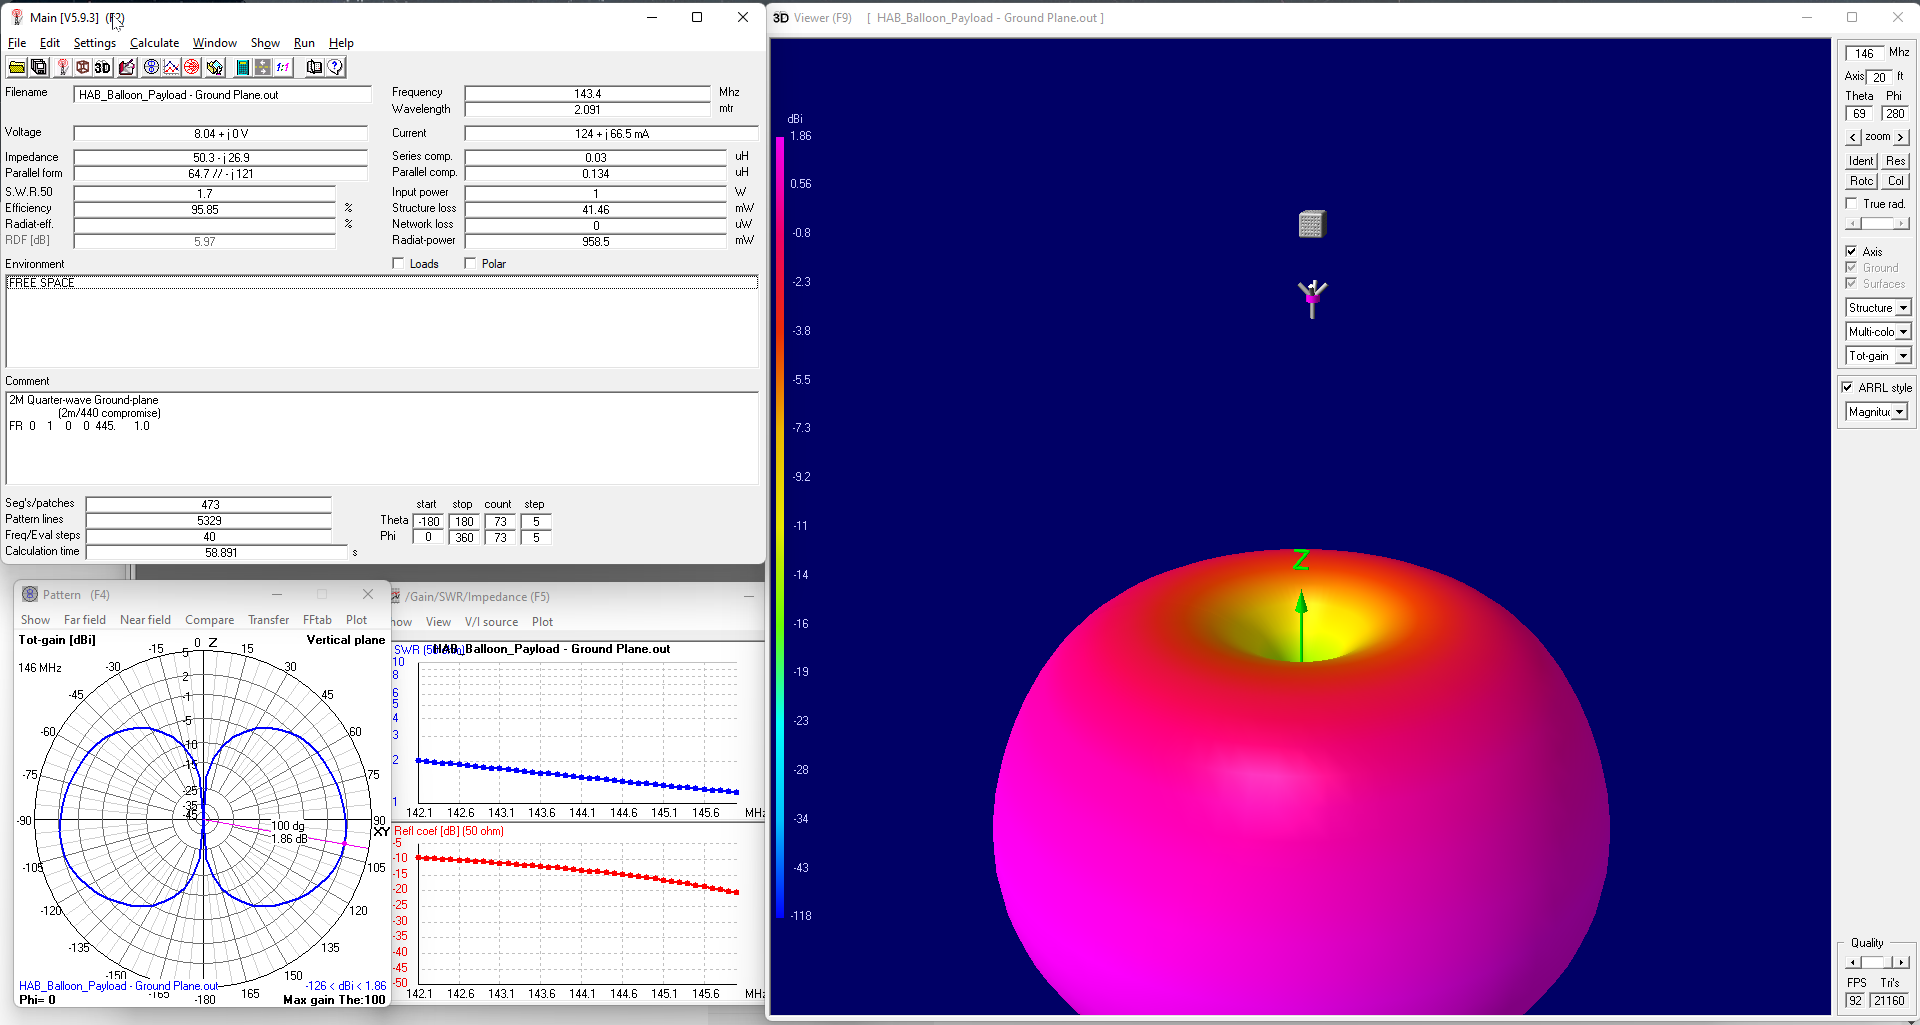 Main [V5.9.3] (F2)
File Edit Settings Calculate Window Show Run Help
3D 1:1
Filename HAB_Balloon_Payload - Ground Plane.out Frequency 143.4 Mhz
Wavelength 2.091 mtr
Voltage 8.04 + j 0 V Current 124 + j 66.5 mA
Impedance 50.3 - j 26.9 Series comp. 0.03 uH
Parallel form 64.7 // - j 121 Parallel comp. 0.134 uH
S.W.R.50 1.7 Input power 1 W
Efficiency 95.85 % Structure loss 41.46 mW
Radiat-eff. % Network loss 0 uW
RDF [dB] 5.97 Radiat-power 958.5 mW
Environment Loads Polar
FREE SPACE
Comment
2M Quarter-wave Ground-plane
(2m/440 compromise)
FR 0 1 0 0 445. 1.0
Seg's/patches 473 start stop count step
Pattern lines 5329 Theta -180 180 73 5
Freq/Eval steps 40 Phi 0 360 73 5
Calculation time 58.891 s
Pattern (F4)
Show Far field Near field Compare Transfer FFtab Plot
Tot-gain [dBi] Vertical plane
146 MHz
0 Z
-15 15
-30 30
-45 45
-60 60
-75 75
-90 90
XY
-105 105
-120 120
-135 135
-150 150
-165 165
-180
5
2
-1
-5
-10
-15
-25
-35
-45
100 dg
1.86 dB
HAB_Balloon_Payload - Ground Plane.out -126 < dBi < 1.86
Phi= 0 Max gain The:100
/Gain/SWR/Impedance (F5)
how View V/I source Plot
HAB_Balloon_Payload - Ground Plane.out
SWR (50
10
8
6
5
4
3
2
1
142.1 142.6 143.1 143.6 144.1 144.6 145.1 145.6 MHz
Refl coef [dB] (50 ohm)
-5
-10
-15
-20
-25
-30
-35
-40
-45
-50
142.1 142.6 143.1 143.6 144.1 144.6 145.1 145.6 MHz
3D Viewer (F9) [ HAB_Balloon_Payload - Ground Plane.out ]
dBi
1.86
0.56
-0.8
-2.3
-3.8
-5.5
-7.3
-9.2
-11
-14
-16
-19
-23
-28
-34
-43
-118
Z
146 Mhz
Axis 20 ft
Theta Phi
69 280
< zoom >
Ident Res
Rotc Col
True rad.
Axis
Ground
Surfaces
Structure
Multi-colo
Tot-gain
ARRL style
Magnitu
Quality
FPS Tri's
92 21160